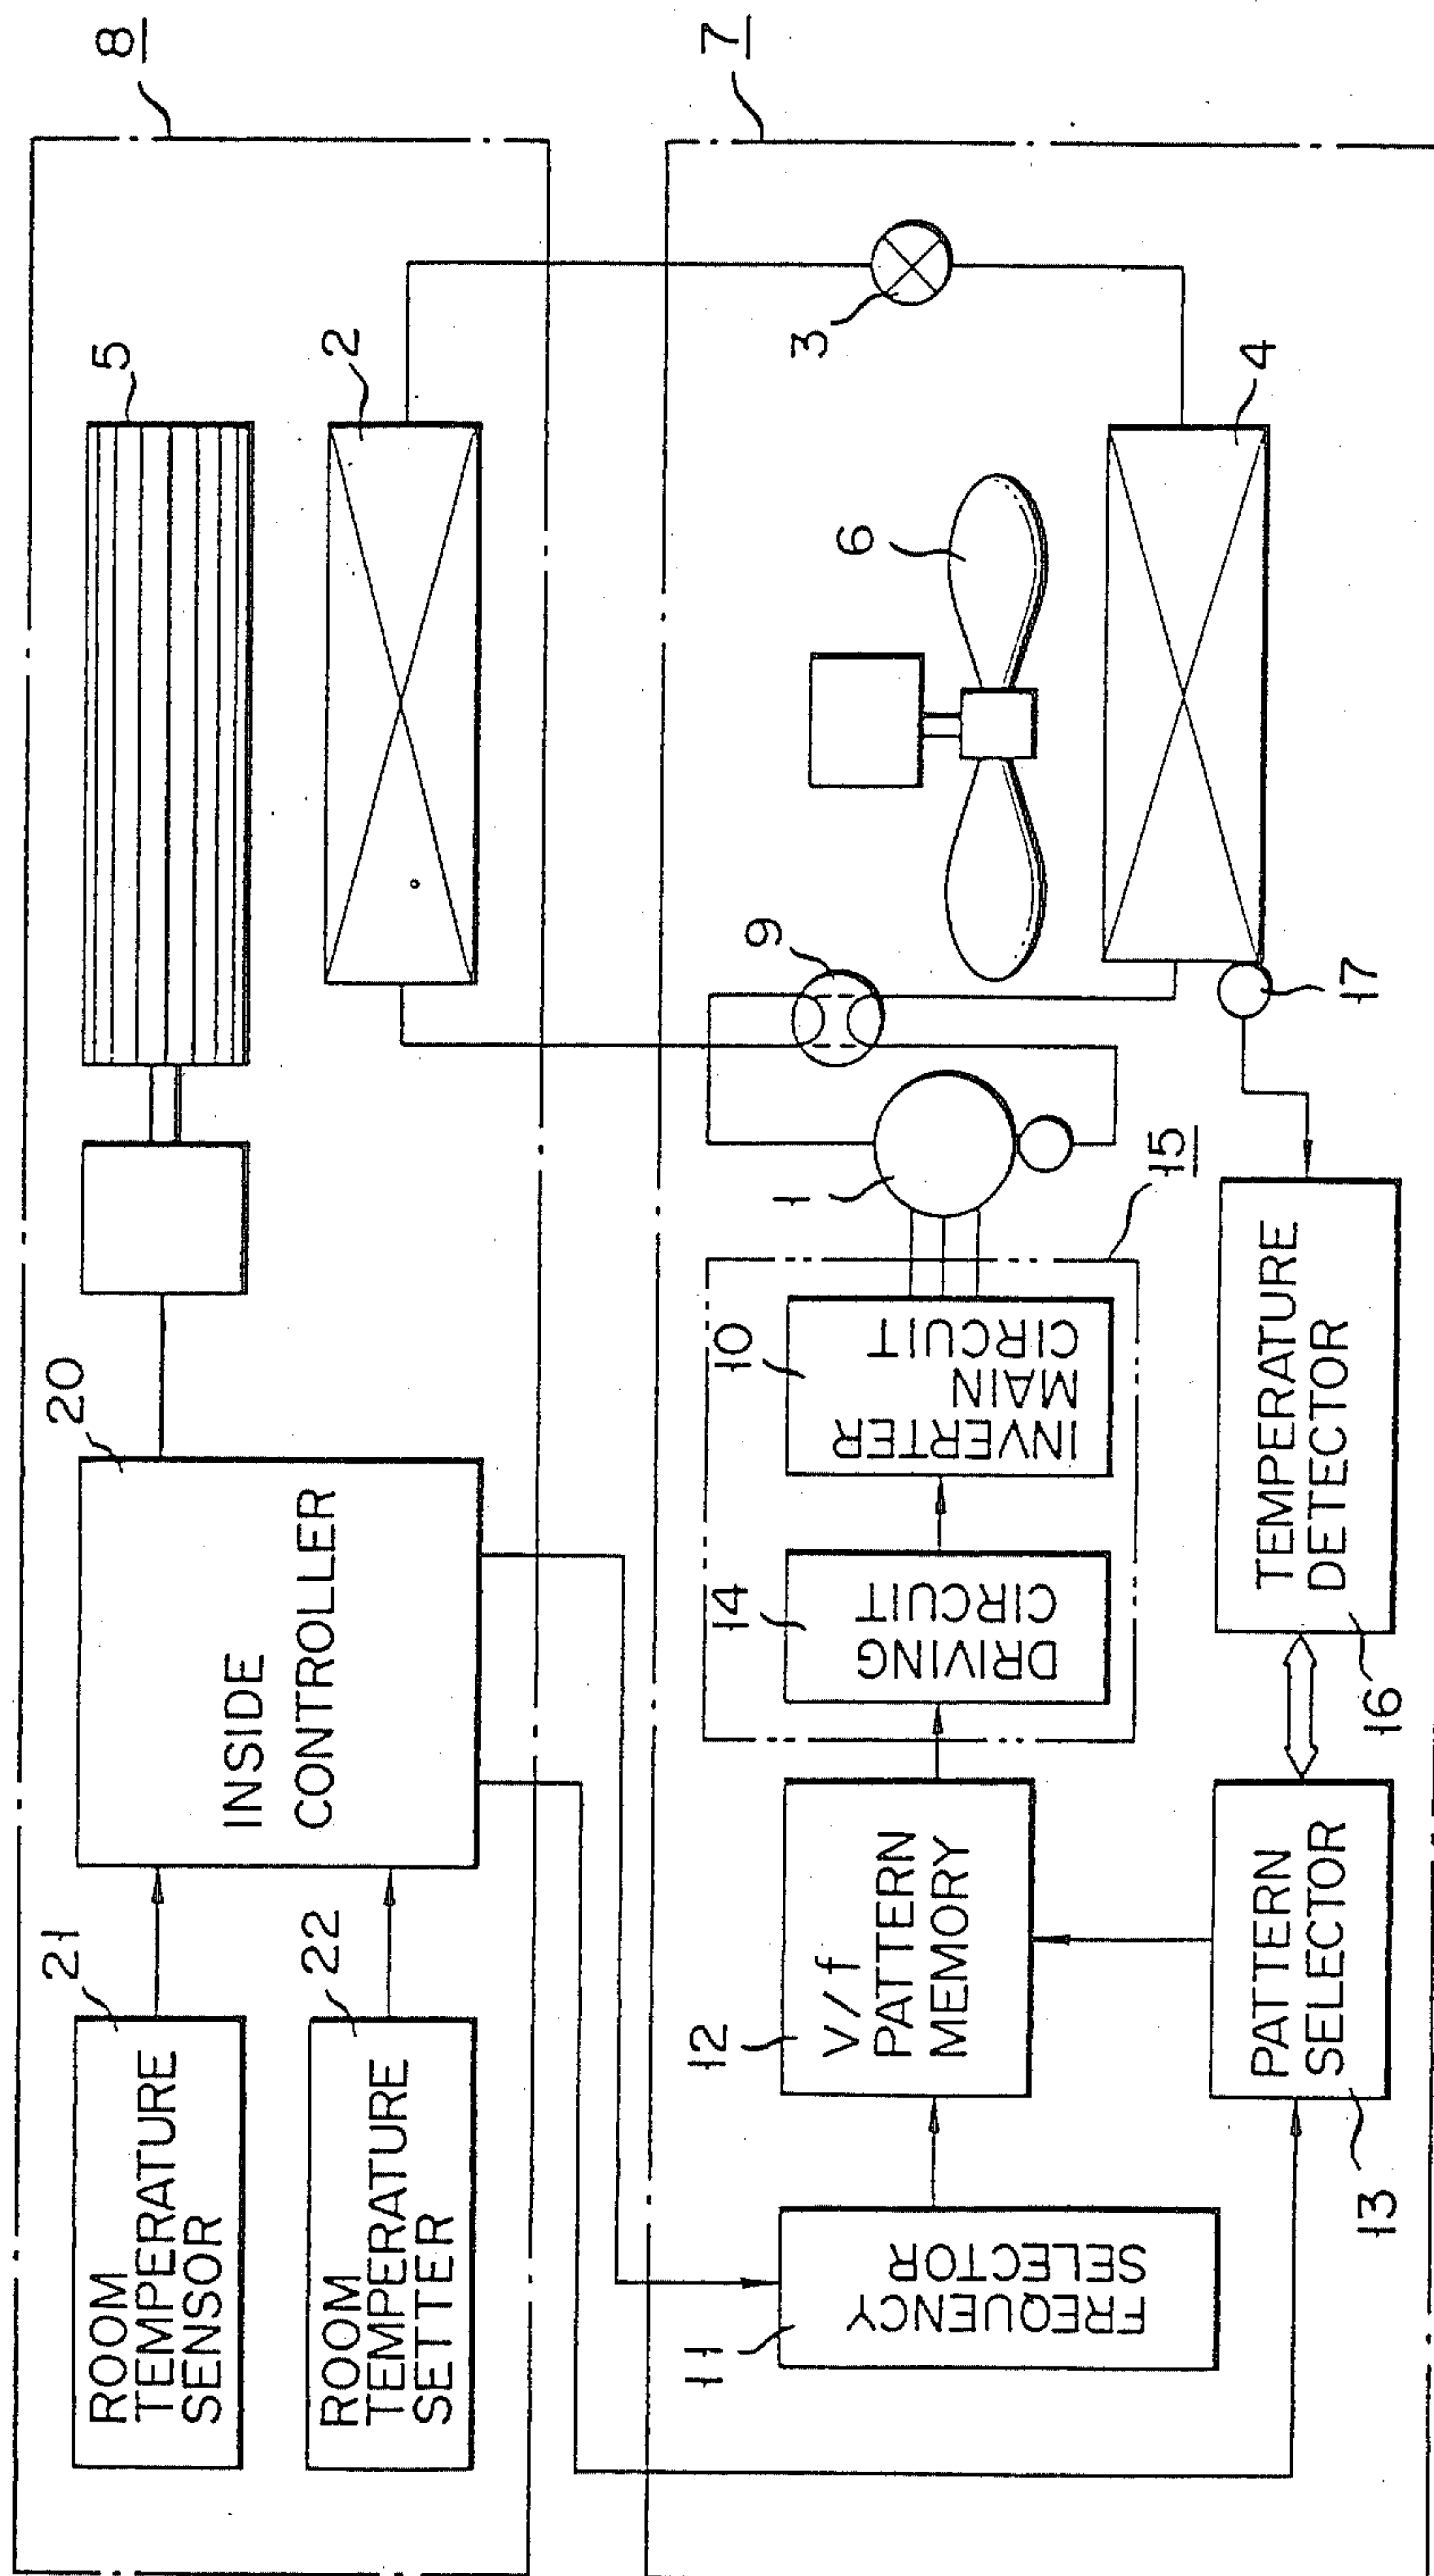 8
5
2
20
INSIDE
CONTROLLER
21
ROOM
TEMPERATURE
SENSOR
22
ROOM
TEMPERATURE
SETTER
7
3
6
4
9
17
1
15
10
INVERTER
MAIN
CIRCUIT
14
DRIVING
CIRCUIT
TEMPERATURE
DETECTOR
16
12
V/f
PATTERN
MEMORY
PATTERN
SELECTOR
13
11
FREQUENCY
SELECTOR